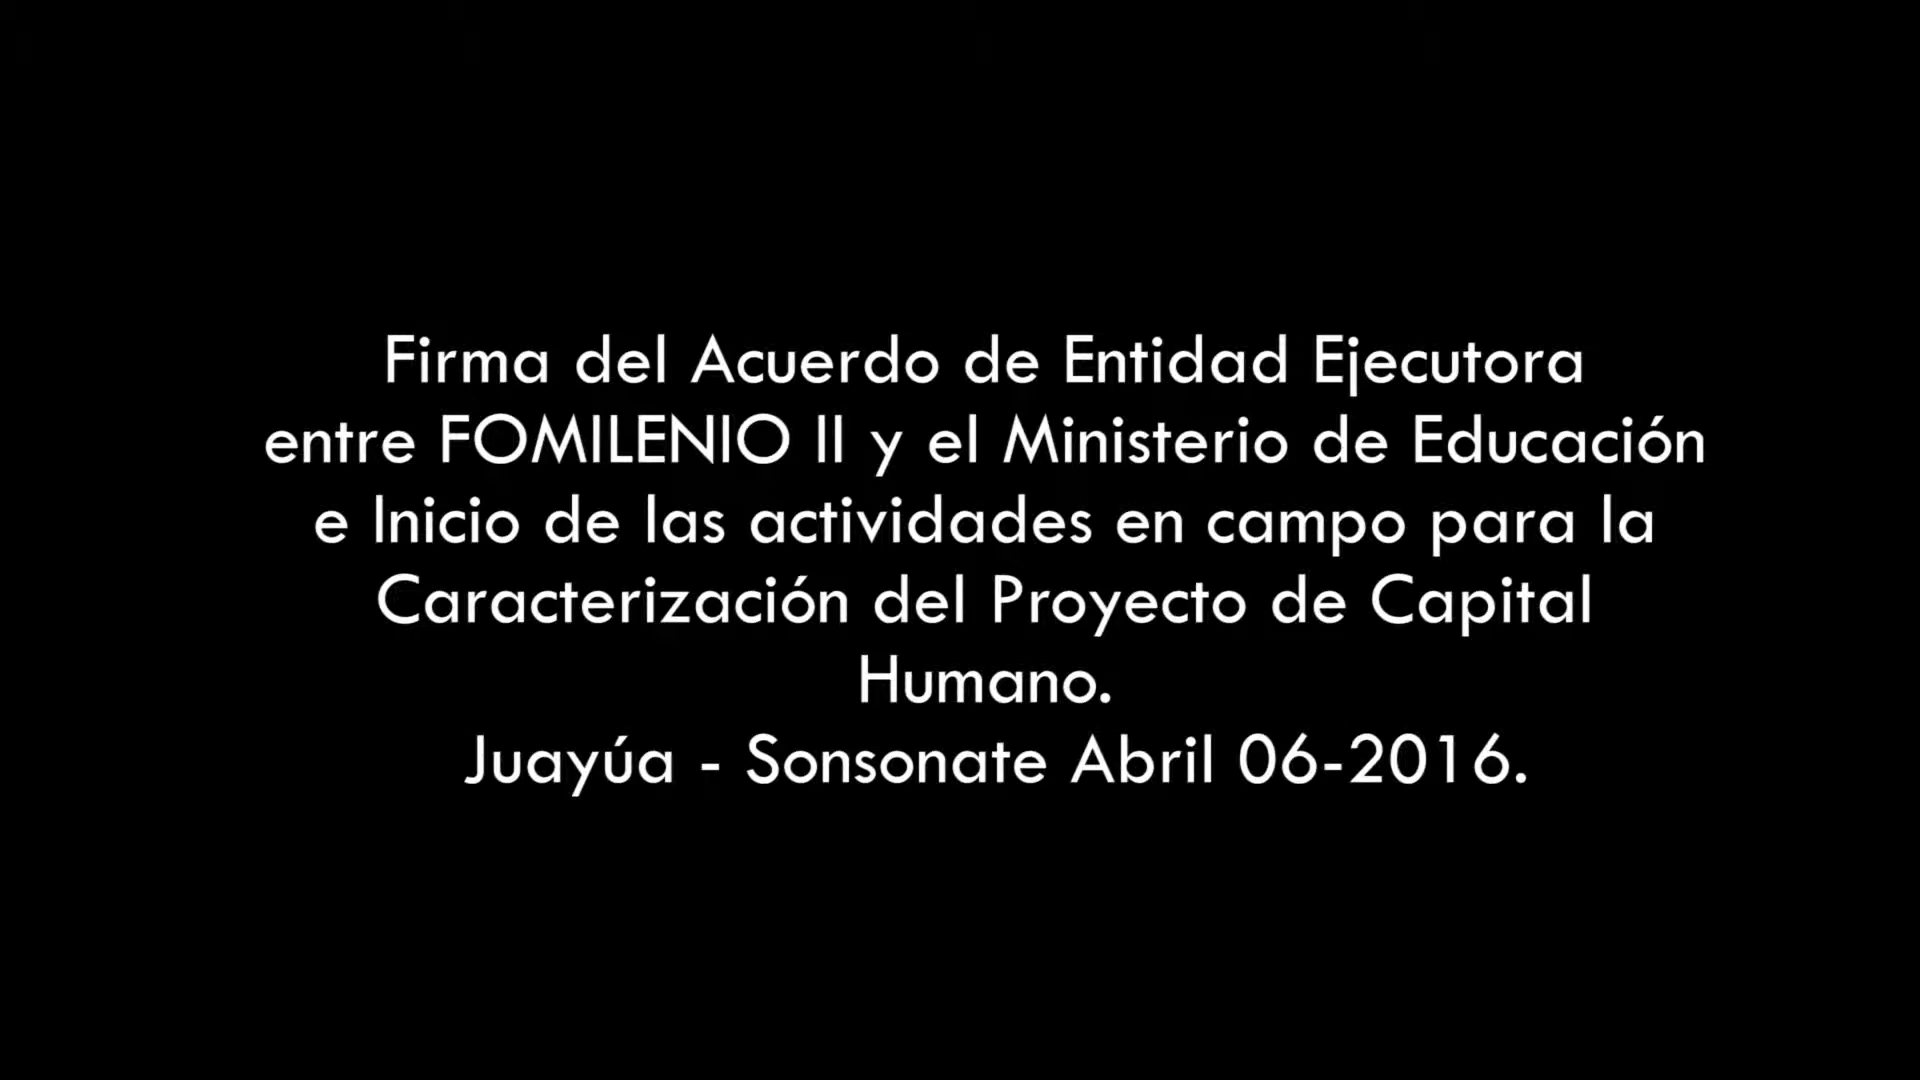 Firma del Acuerdo de Entidad Ejecutora
entre FOMILENIO II y el Ministerio de Educación
e Inicio de las actividades en campo para la
Caracterización del Proyecto de Capital
Humano.
Juayúa - Sonsonate Abril 06-2016.